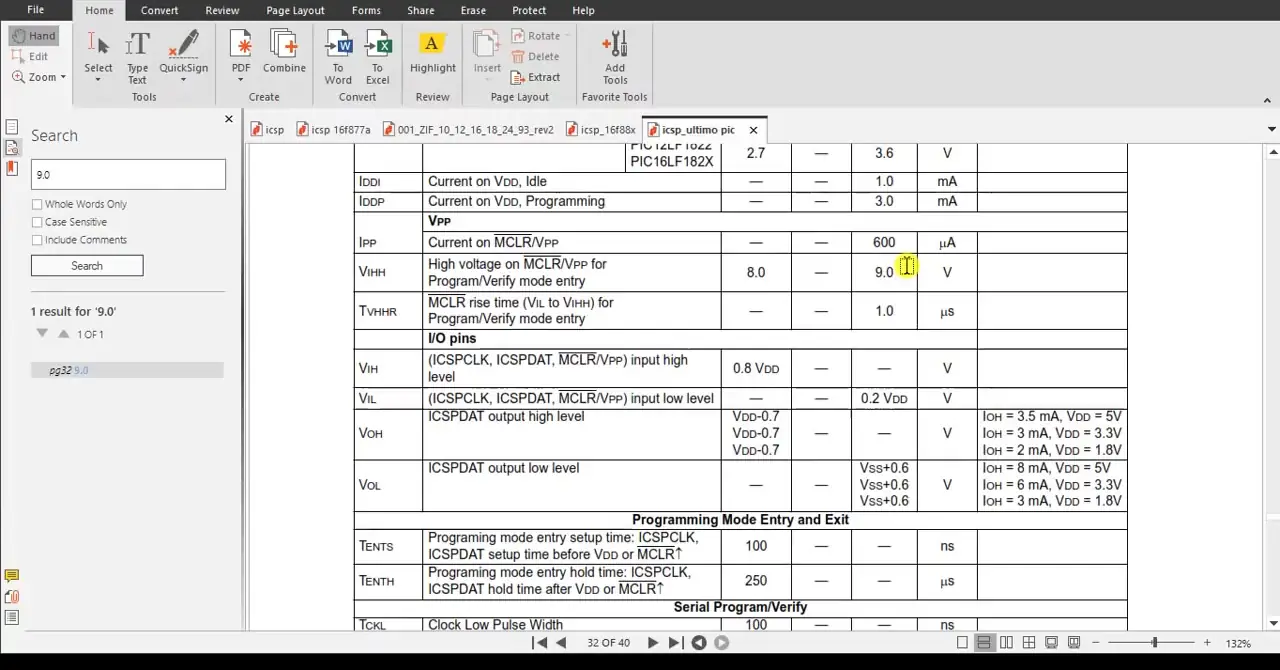 File Home Convert Review Page Layout Forms Share Erase Protect Help
Hand
Edit
Zoom
Select
Type Text
QuickSign
Tools
PDF
Combine
Create
To Word
To Excel
Convert
Highlight
Review
Insert
Rotate
Delete
Extract
Page Layout
Add Tools
Favorite Tools
icsp icsp 16f877a 001_ZIF_10_12_16_18_24_93_rev2 icsp_16f88x icsp_ultimo pic
Search
9.0
Whole Words Only
Case Sensitive
Include Comments
Search
1 result for '9.0'
1 OF 1
pg32 9.0
PIC12LF1822
PIC16LF182X 2.7 — 3.6 V
IDDI Current on VDD, Idle — — 1.0 mA
IDDP Current on VDD, Programming — — 3.0 mA
VPP
IPP Current on MCLR/VPP — — 600 μA
VIHH High voltage on MCLR/VPP for
Program/Verify mode entry 8.0 — 9.0 V
TVHHR MCLR rise time (VIL to VIHH) for
Program/Verify mode entry — — 1.0 μs
I/O pins
VIH (ICSPCLK, ICSPDAT, MCLR/VPP) input high
level 0.8 VDD — — V
VIL (ICSPCLK, ICSPDAT, MCLR/VPP) input low level — — 0.2 VDD V
VOH ICSPDAT output high level VDD-0.7 — — V IOH = 3.5 mA, VDD = 5V
VDD-0.7 IOH = 3 mA, VDD = 3.3V
VDD-0.7 IOH = 2 mA, VDD = 1.8V
VOL ICSPDAT output low level — — VSS+0.6 V IOH = 8 mA, VDD = 5V
VSS+0.6 IOH = 6 mA, VDD = 3.3V
VSS+0.6 IOH = 3 mA, VDD = 1.8V
Programming Mode Entry and Exit
TENTS Programing mode entry setup time: ICSPCLK,
ICSPDAT setup time before VDD or MCLR↑ 100 — — ns
TENTH Programing mode entry hold time: ICSPCLK,
ICSPDAT hold time after VDD or MCLR↑ 250 — — μs
Serial Program/Verify
TCKL Clock Low Pulse Width 100 — — ns
32 OF 40
132%